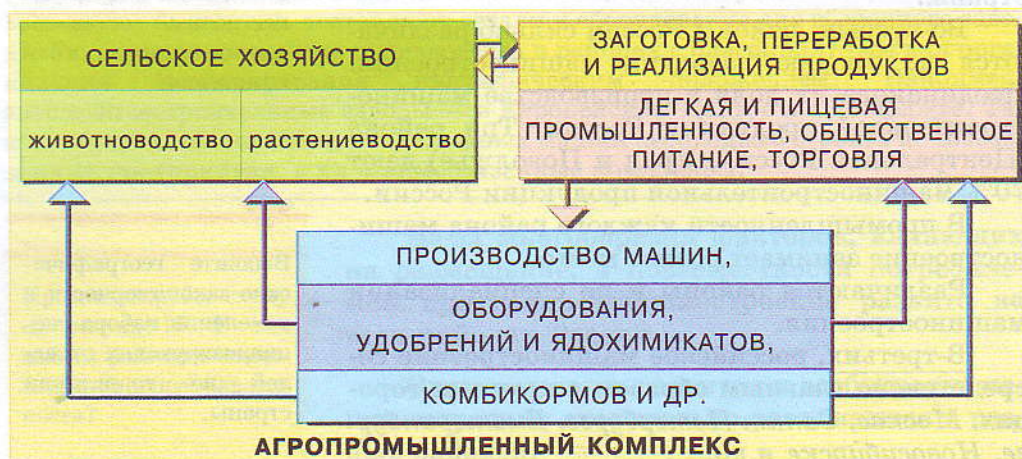 СЕЛЬСКОЕ ХОЗЯЙСТВО
животноводство
растениеводство
ЗАГОТОВКА, ПЕРЕРАБОТКА
И РЕАЛИЗАЦИЯ ПРОДУКТОВ
ЛЕГКАЯ И ПИЩЕВАЯ
ПРОМЫШЛЕННОСТЬ, ОБЩЕСТВЕННОЕ
ПИТАНИЕ, ТОРГОВЛЯ
ПРОИЗВОДСТВО МАШИН,
ОБОРУДОВАНИЯ,
УДОБРЕНИЙ И ЯДОХИМИКАТОВ,
КОМБИКОРМОВ И ДР.
АГРОПРОМЫШЛЕННЫЙ КОМПЛЕКС